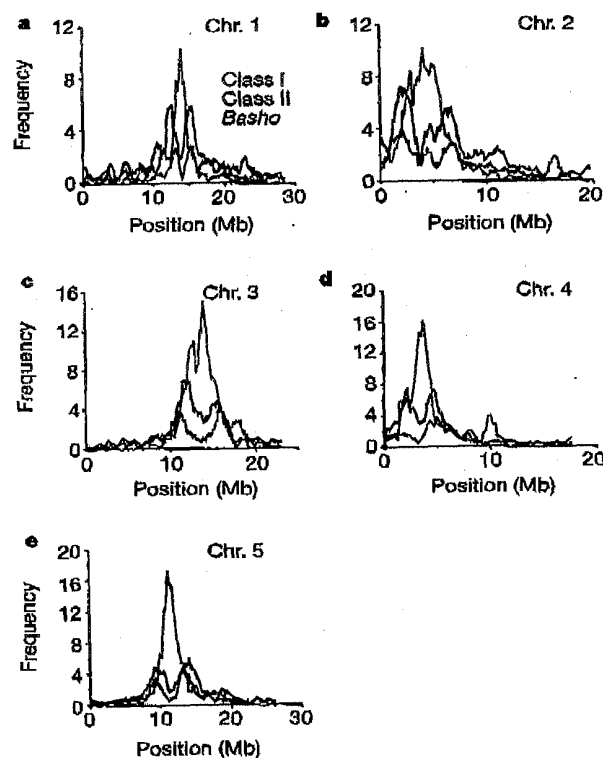 a Chr. 1
12
8
4
0
Frequency
Class I
Class II
Basho
0 10 20 30
Position (Mb)
b Chr. 2
12
8
4
0
0 5 10 15 20
Position (Mb)
c Chr. 3
16
12
8
4
0
Frequency
0 10 20
Position (Mb)
d Chr. 4
20
16
12
8
4
0
0 10 20
Position (Mb)
e Chr. 5
20
16
12
8
4
0
Frequency
0 10 20 30
Position (Mb)